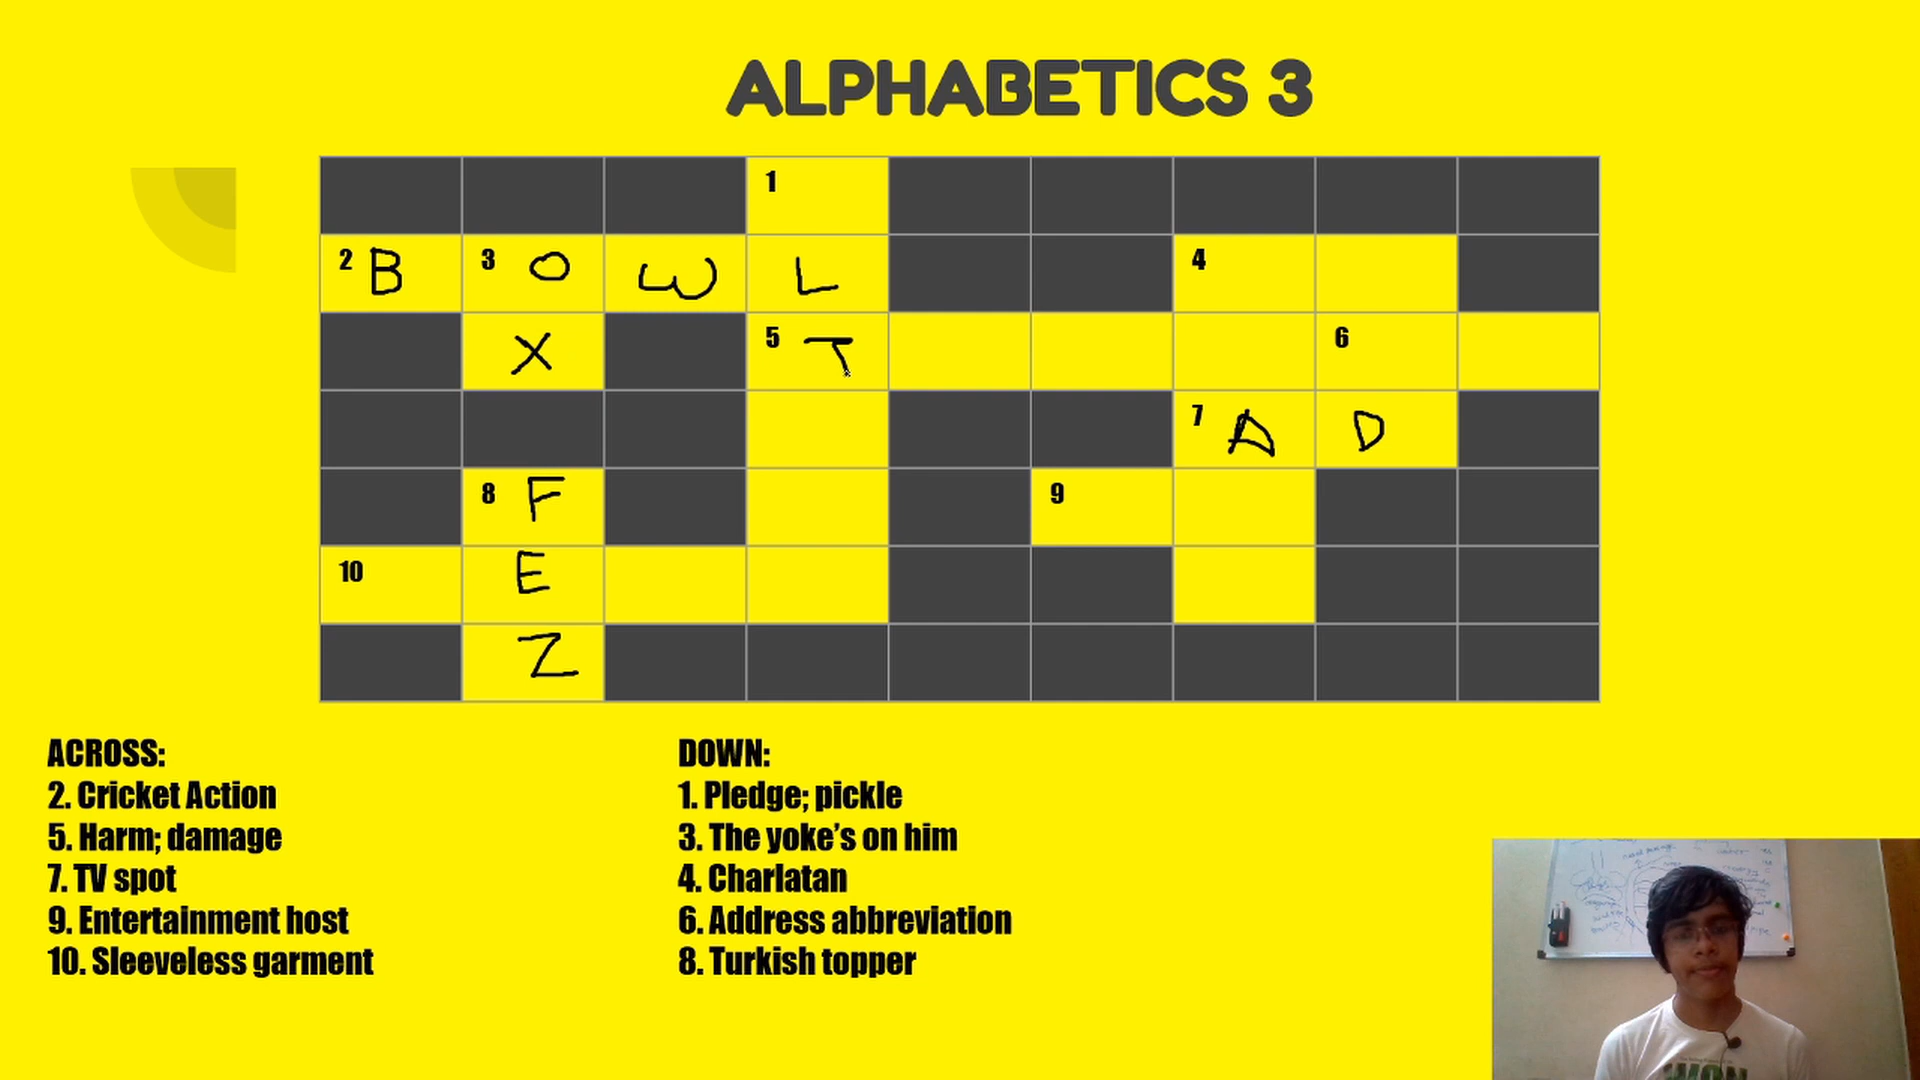 ALPHABETICS 3
1
2 B 3 O W L 4
X 5 6
7 A D
8 F 9
10 E
Z
ACROSS:
2. Cricket Action
5. Harm; damage
7. TV spot
9. Entertainment host
10. Sleeveless garment
DOWN:
1. Pledge; pickle
3. The yoke's on him
4. Charlatan
6. Address abbreviation
8. Turkish topper